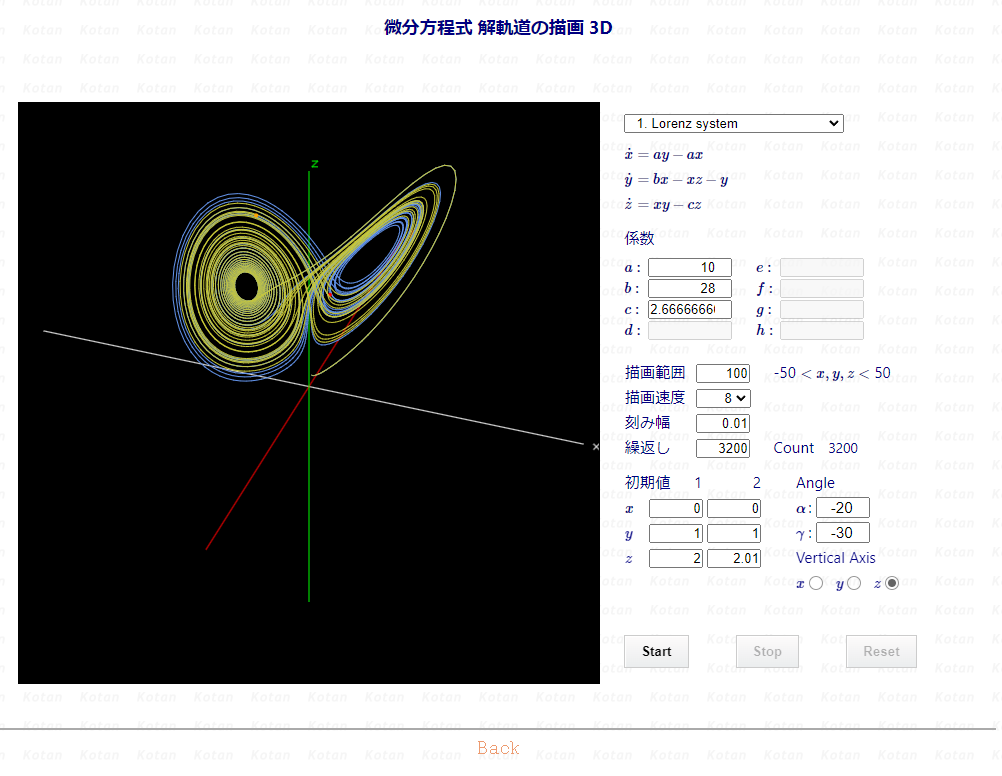 微分方程式 解軌道の描画 3D
z
x
1. Lorenz system
ẋ = ay − ax
ẏ = bx − xz − y
ż = xy − cz
係数
a : 10 e :
b : 28 f :
c : 2.6666666 g :
d : h :
描画範囲 100 -50 < x, y, z < 50
描画速度 8
刻み幅 0.01
繰返し 3200 Count 3200
初期値 1 2 Angle
x 0 0 α : -20
y 1 1 γ : -30
z 2 2.01 Vertical Axis
x y z
Start Stop Reset
Back